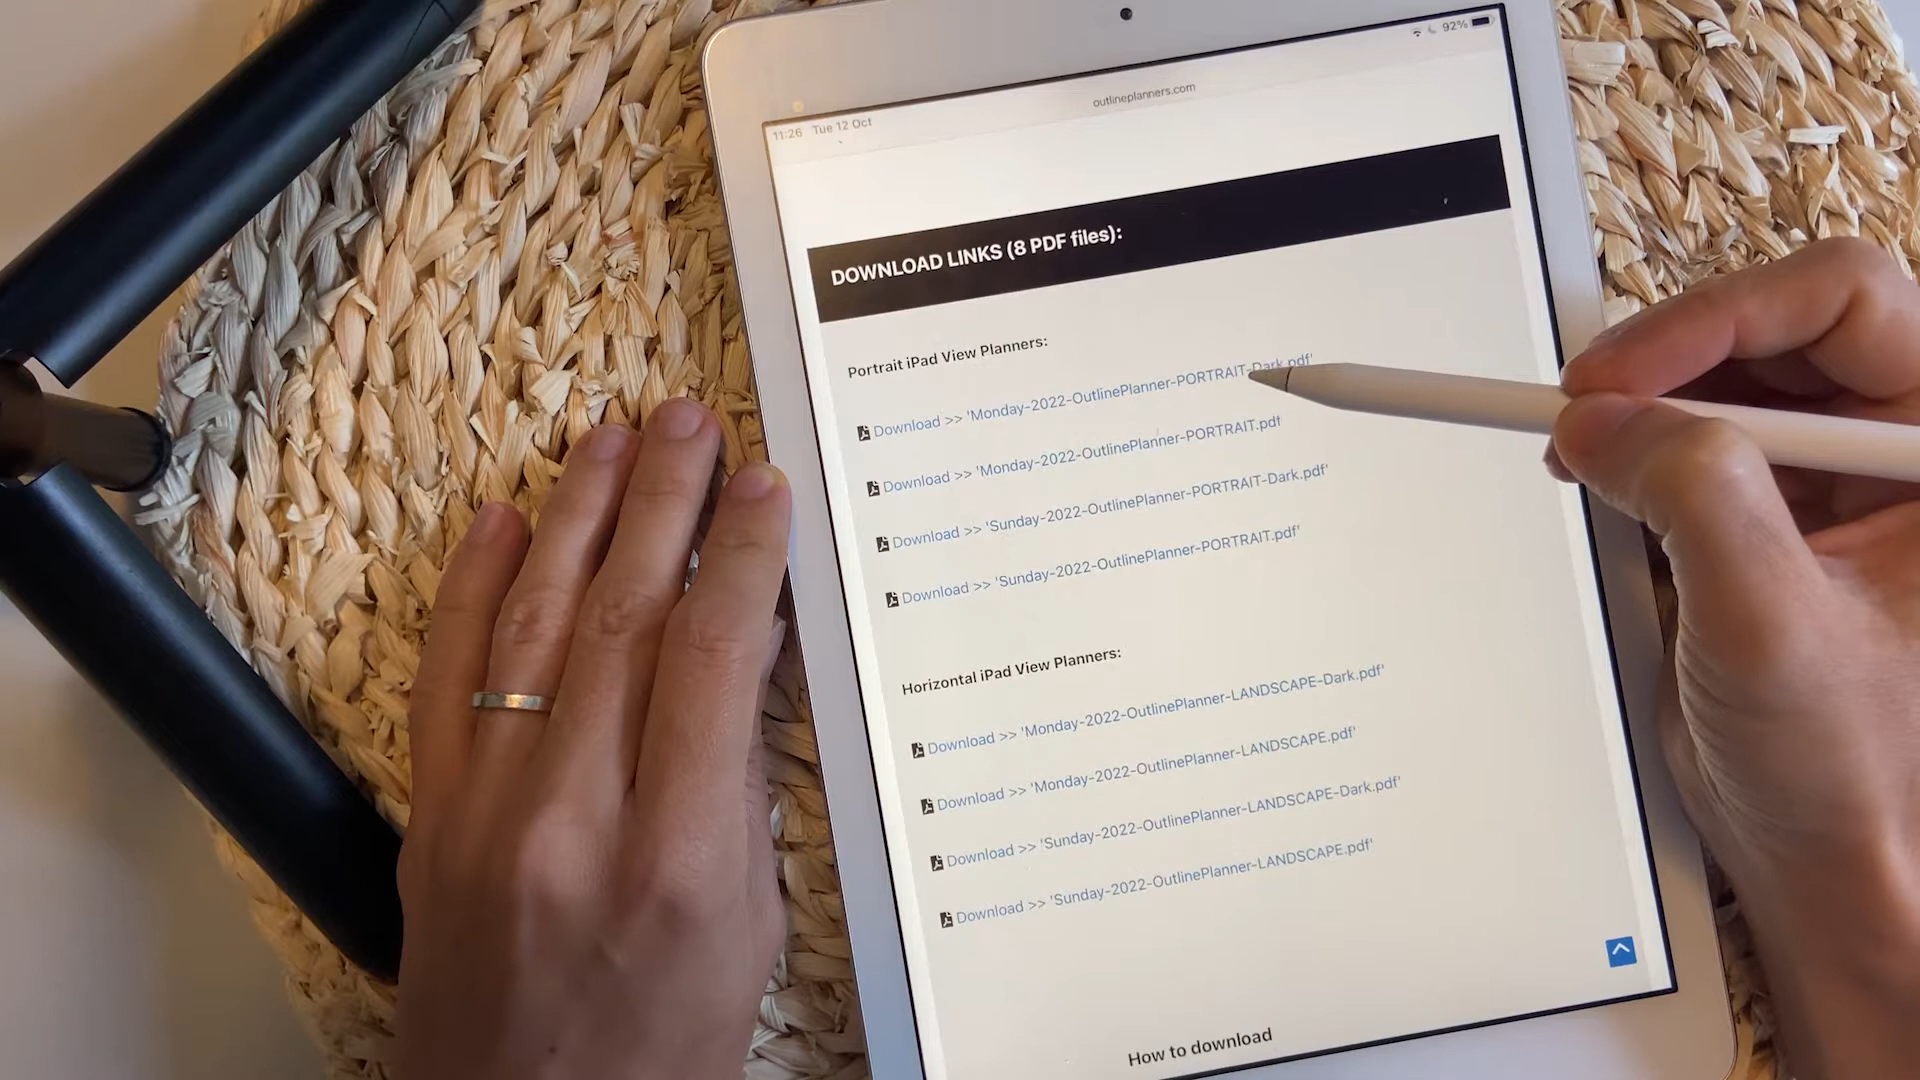 11:26 Tue 12 Oct
92%
outlineplanners.com
DOWNLOAD LINKS (8 PDF files):
Portrait iPad View Planners:
Download >> 'Monday-2022-OutlinePlanner-PORTRAIT-Dark.pdf'
Download >> 'Monday-2022-OutlinePlanner-PORTRAIT.pdf
Download >> 'Sunday-2022-OutlinePlanner-PORTRAIT-Dark.pdf'
Download >> 'Sunday-2022-OutlinePlanner-PORTRAIT.pdf'
Horizontal iPad View Planners:
Download >> 'Monday-2022-OutlinePlanner-LANDSCAPE-Dark.pdf'
Download >> 'Monday-2022-OutlinePlanner-LANDSCAPE.pdf'
Download >> 'Sunday-2022-OutlinePlanner-LANDSCAPE-Dark.pdf'
Download >> 'Sunday-2022-OutlinePlanner-LANDSCAPE.pdf'
How to download